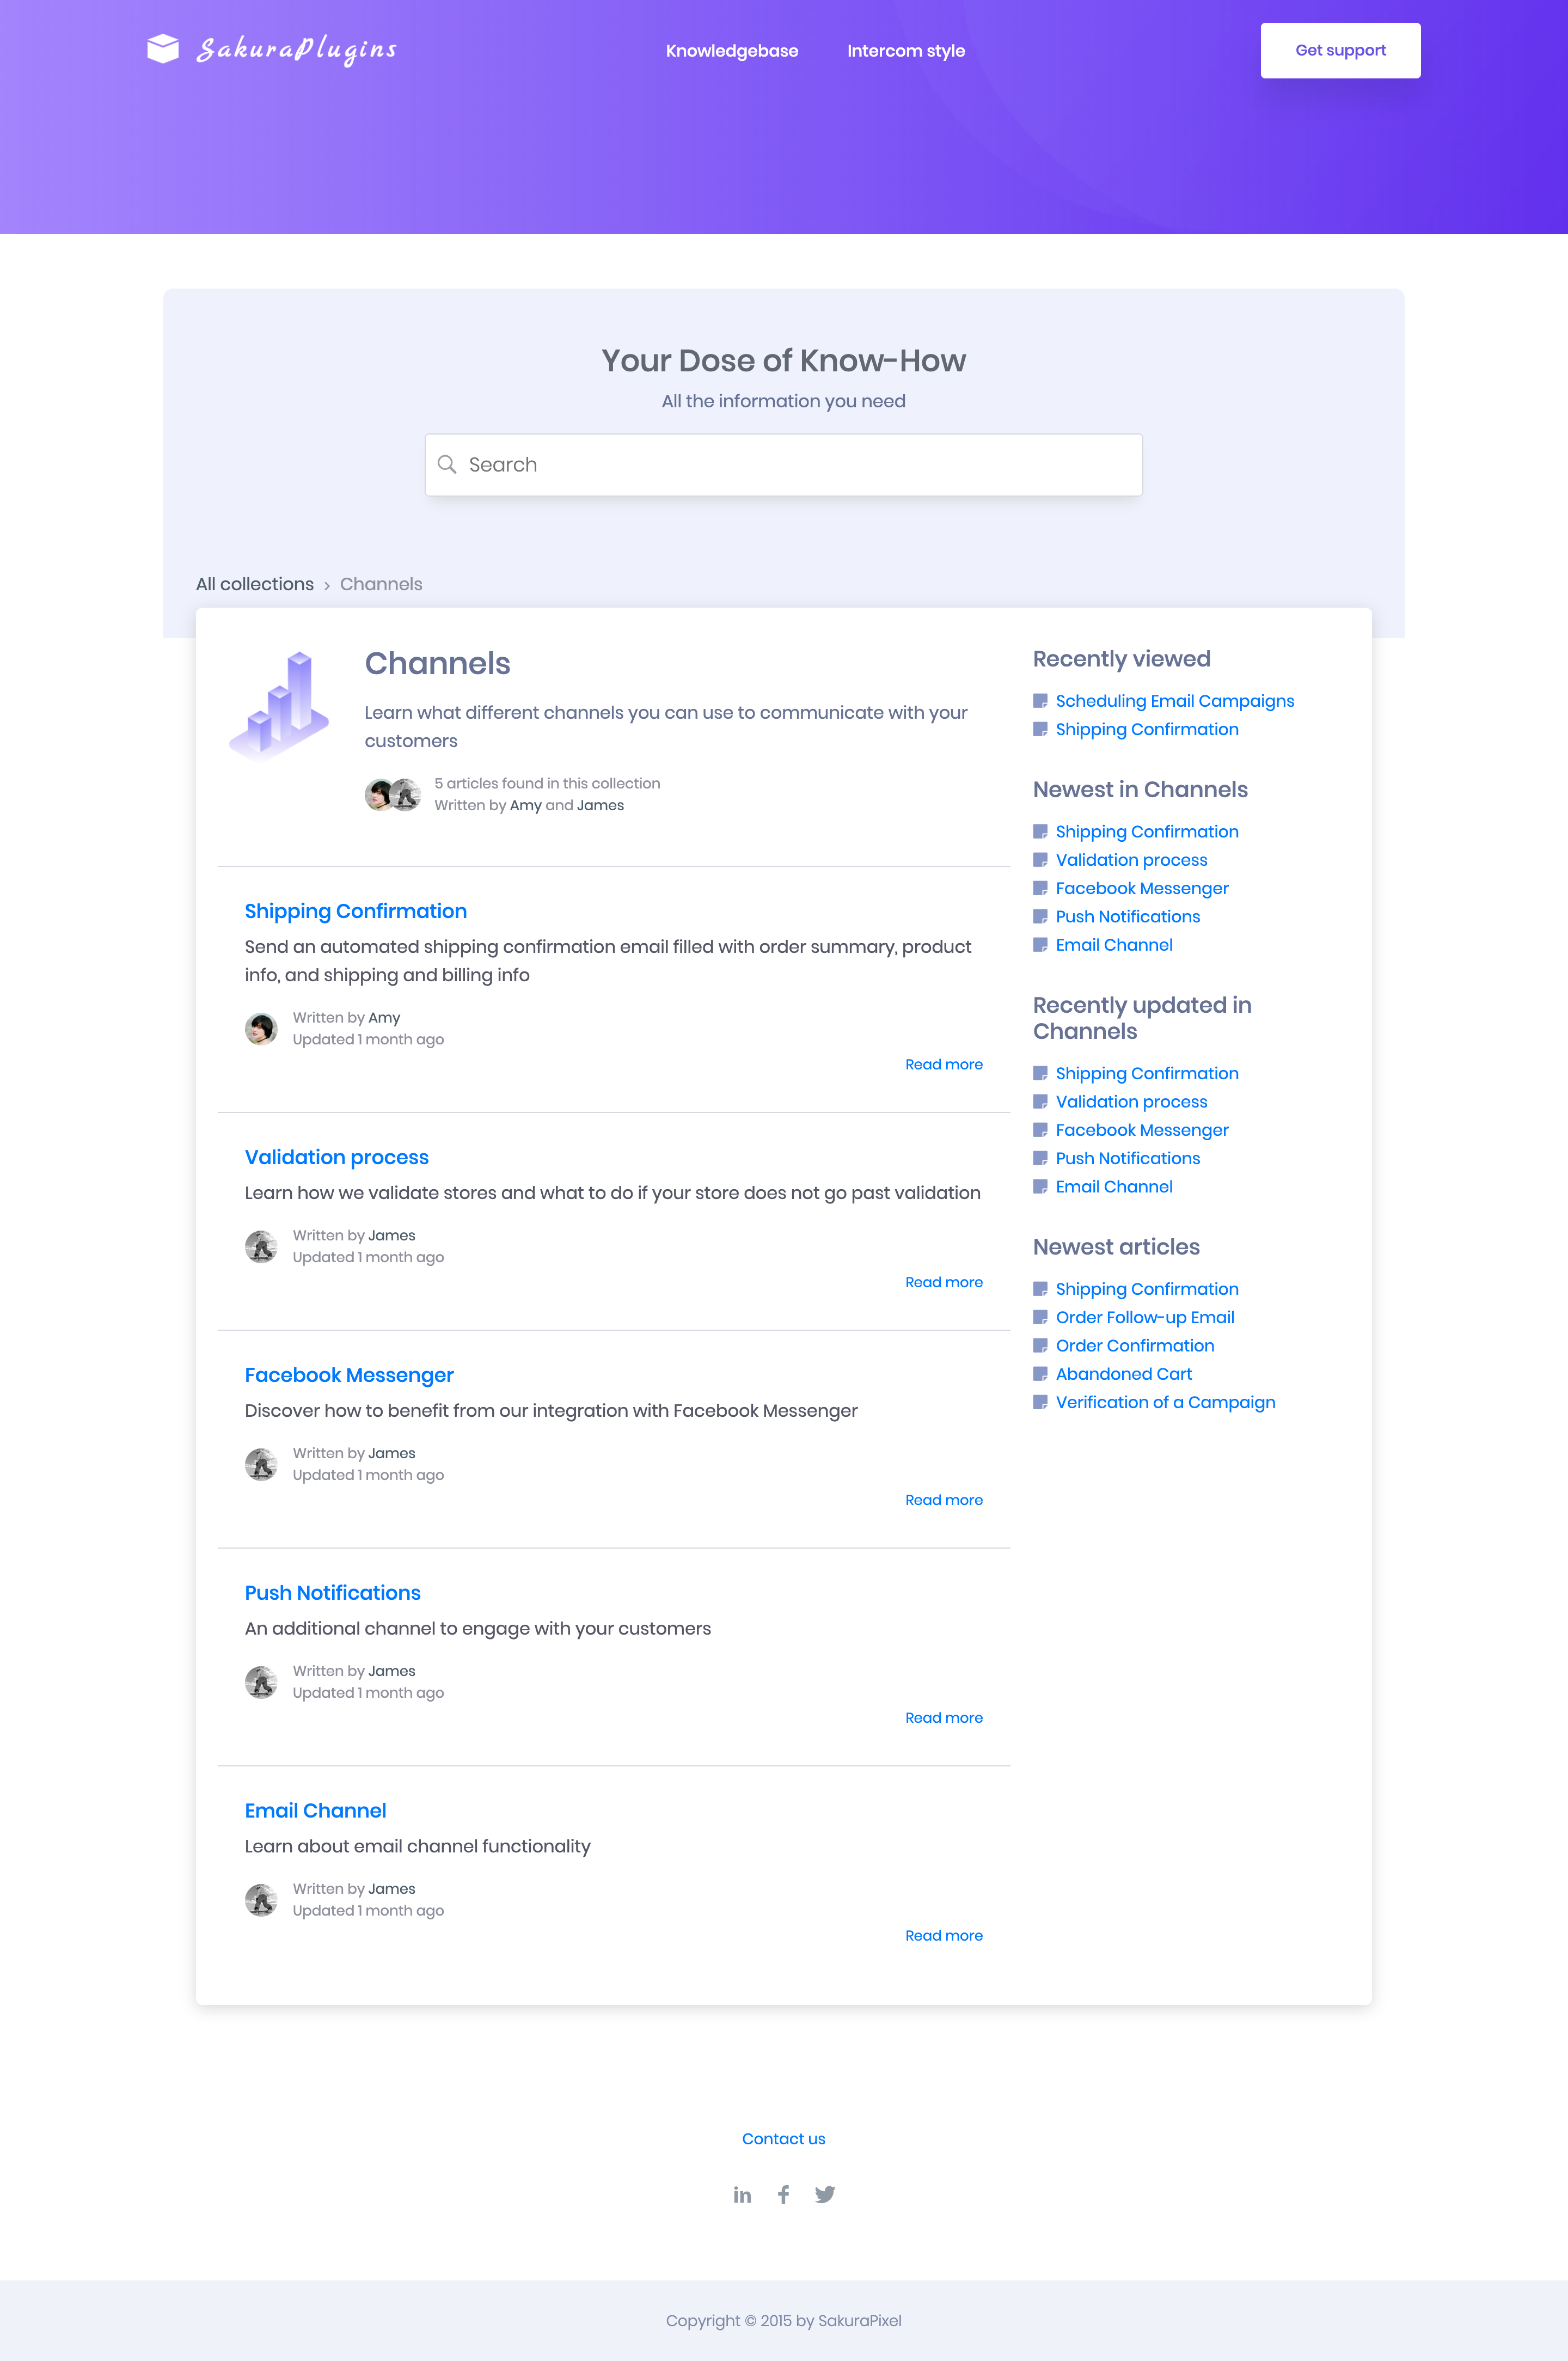 SakuraPlugins
Knowledgebase
Intercom style
Get support
Your Dose of Know-How
All the information you need
Search
All collections › Channels
Channels
Learn what different channels you can use to communicate with your
customers
5 articles found in this collection
Written by Amy and James
Shipping Confirmation
Send an automated shipping confirmation email filled with order summary, product
info, and shipping and billing info
Written by Amy
Updated 1 month ago
Read more
Validation process
Learn how we validate stores and what to do if your store does not go past validation
Written by James
Updated 1 month ago
Read more
Facebook Messenger
Discover how to benefit from our integration with Facebook Messenger
Written by James
Updated 1 month ago
Read more
Push Notifications
An additional channel to engage with your customers
Written by James
Updated 1 month ago
Read more
Email Channel
Learn about email channel functionality
Written by James
Updated 1 month ago
Read more
Recently viewed
Scheduling Email Campaigns
Shipping Confirmation
Newest in Channels
Shipping Confirmation
Validation process
Facebook Messenger
Push Notifications
Email Channel
Recently updated in
Channels
Shipping Confirmation
Validation process
Facebook Messenger
Push Notifications
Email Channel
Newest articles
Shipping Confirmation
Order Follow-up Email
Order Confirmation
Abandoned Cart
Verification of a Campaign
Contact us
Copyright © 2015 by SakuraPixel